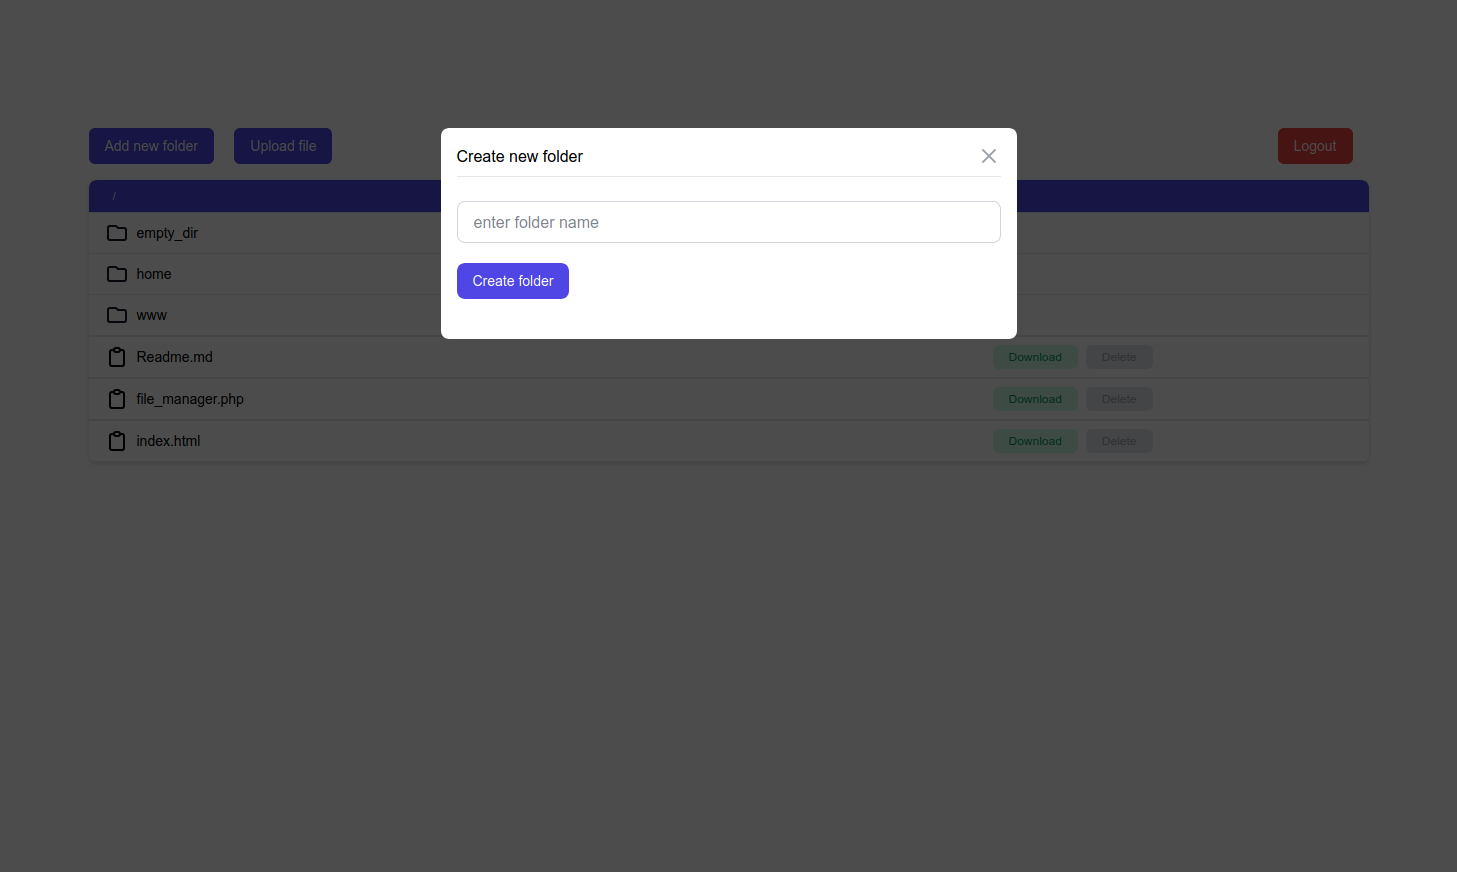 Add new folder Upload file Logout
Create new folder
/
enter folder name
empty_dir
home
Create folder
www
Readme.md Download Delete
file_manager.php Download Delete
index.html Download Delete